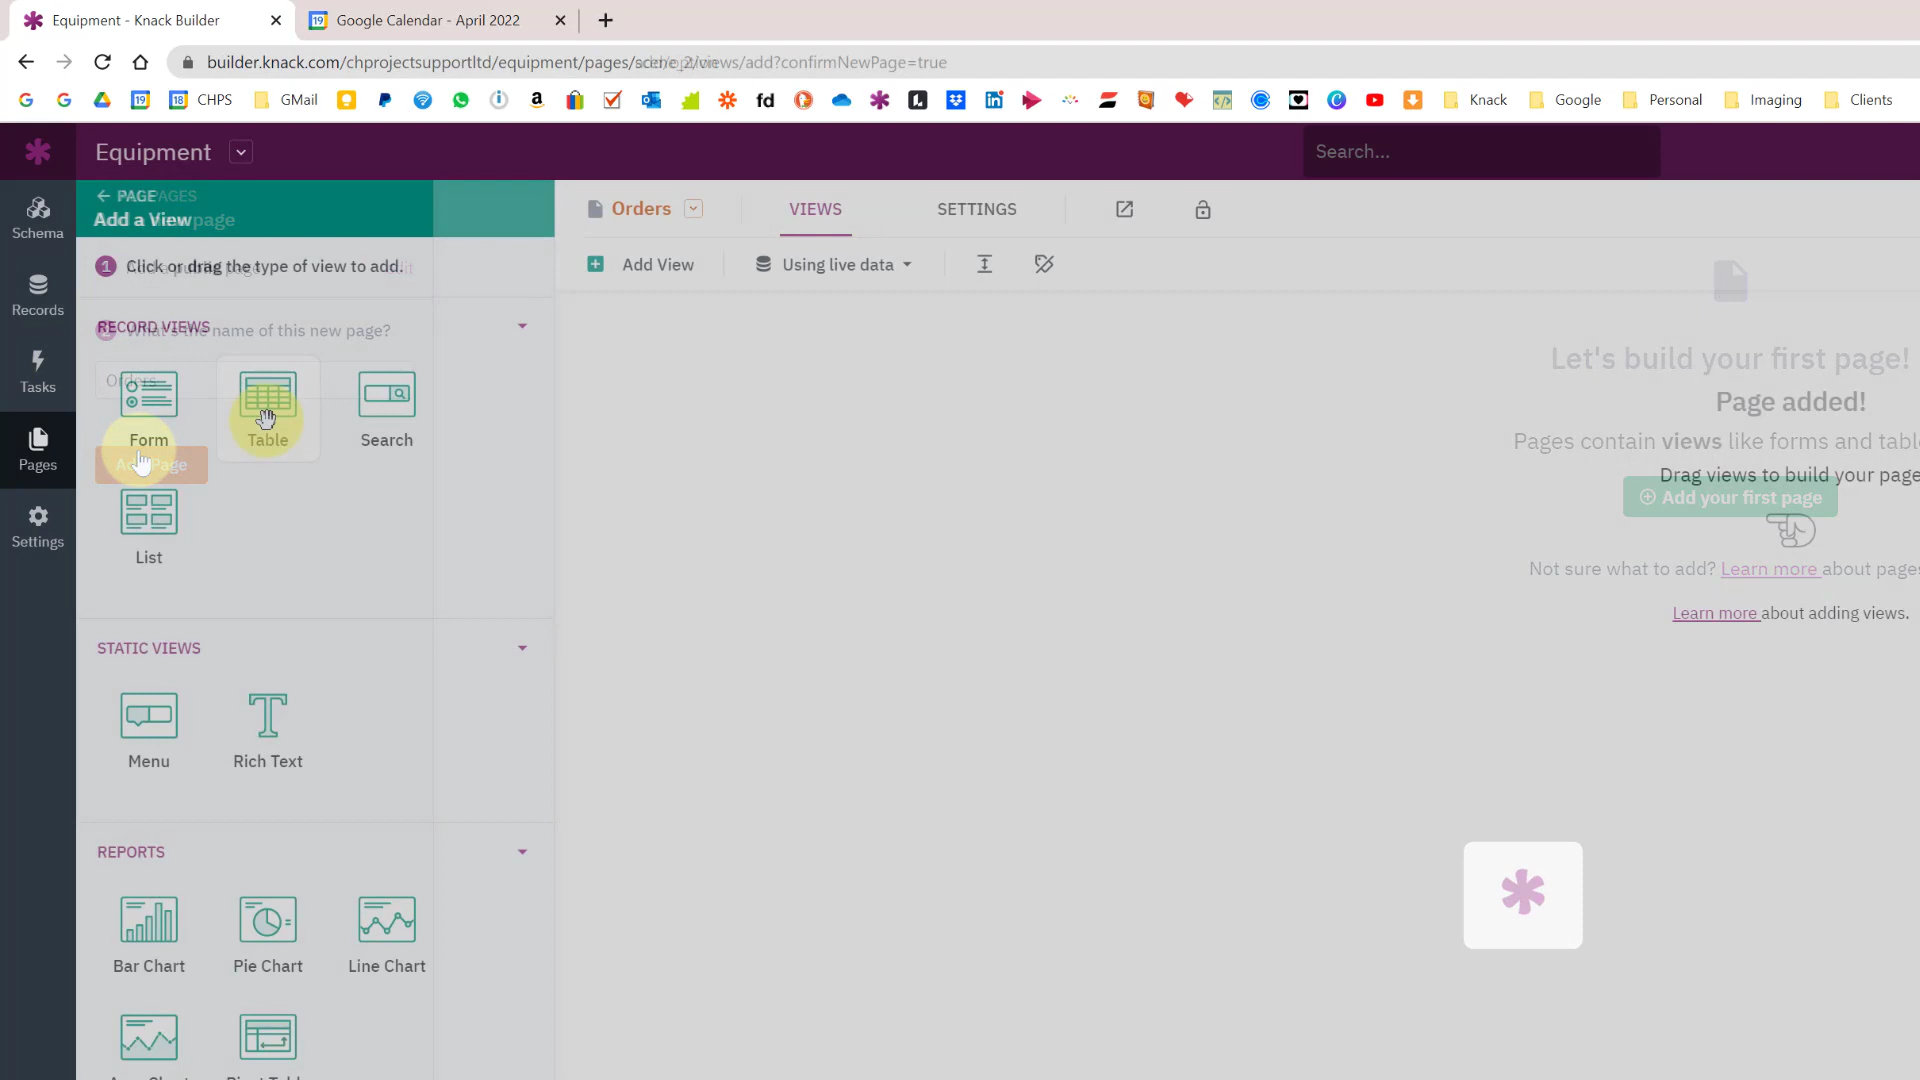 Equipment - Knack Builder
Google Calendar - April 2022
builder.knack.com/chprojectsupportltd/equipment/pages/scene_2/views/add?confirmNewPage=true
CHPS
GMail
Knack
Google
Personal
Imaging
Clients
Equipment
Search...
Schema
Records
Tasks
Pages
Settings
PAGE
PAGES
Add a View
page
1 Click or drag the type of view to add.
RECORD VIEWS
What's the name of this new page?
Orders
Form
Table
Search
Add Page
List
STATIC VIEWS
Menu
Rich Text
REPORTS
Bar Chart
Pie Chart
Line Chart
Orders
VIEWS
SETTINGS
Add View
Using live data
Let's build your first page!
Page added!
Pages contain views like forms and
Drag views to build your page
Add your first page
Not sure what to add? Learn more about pages
Learn more about adding views.